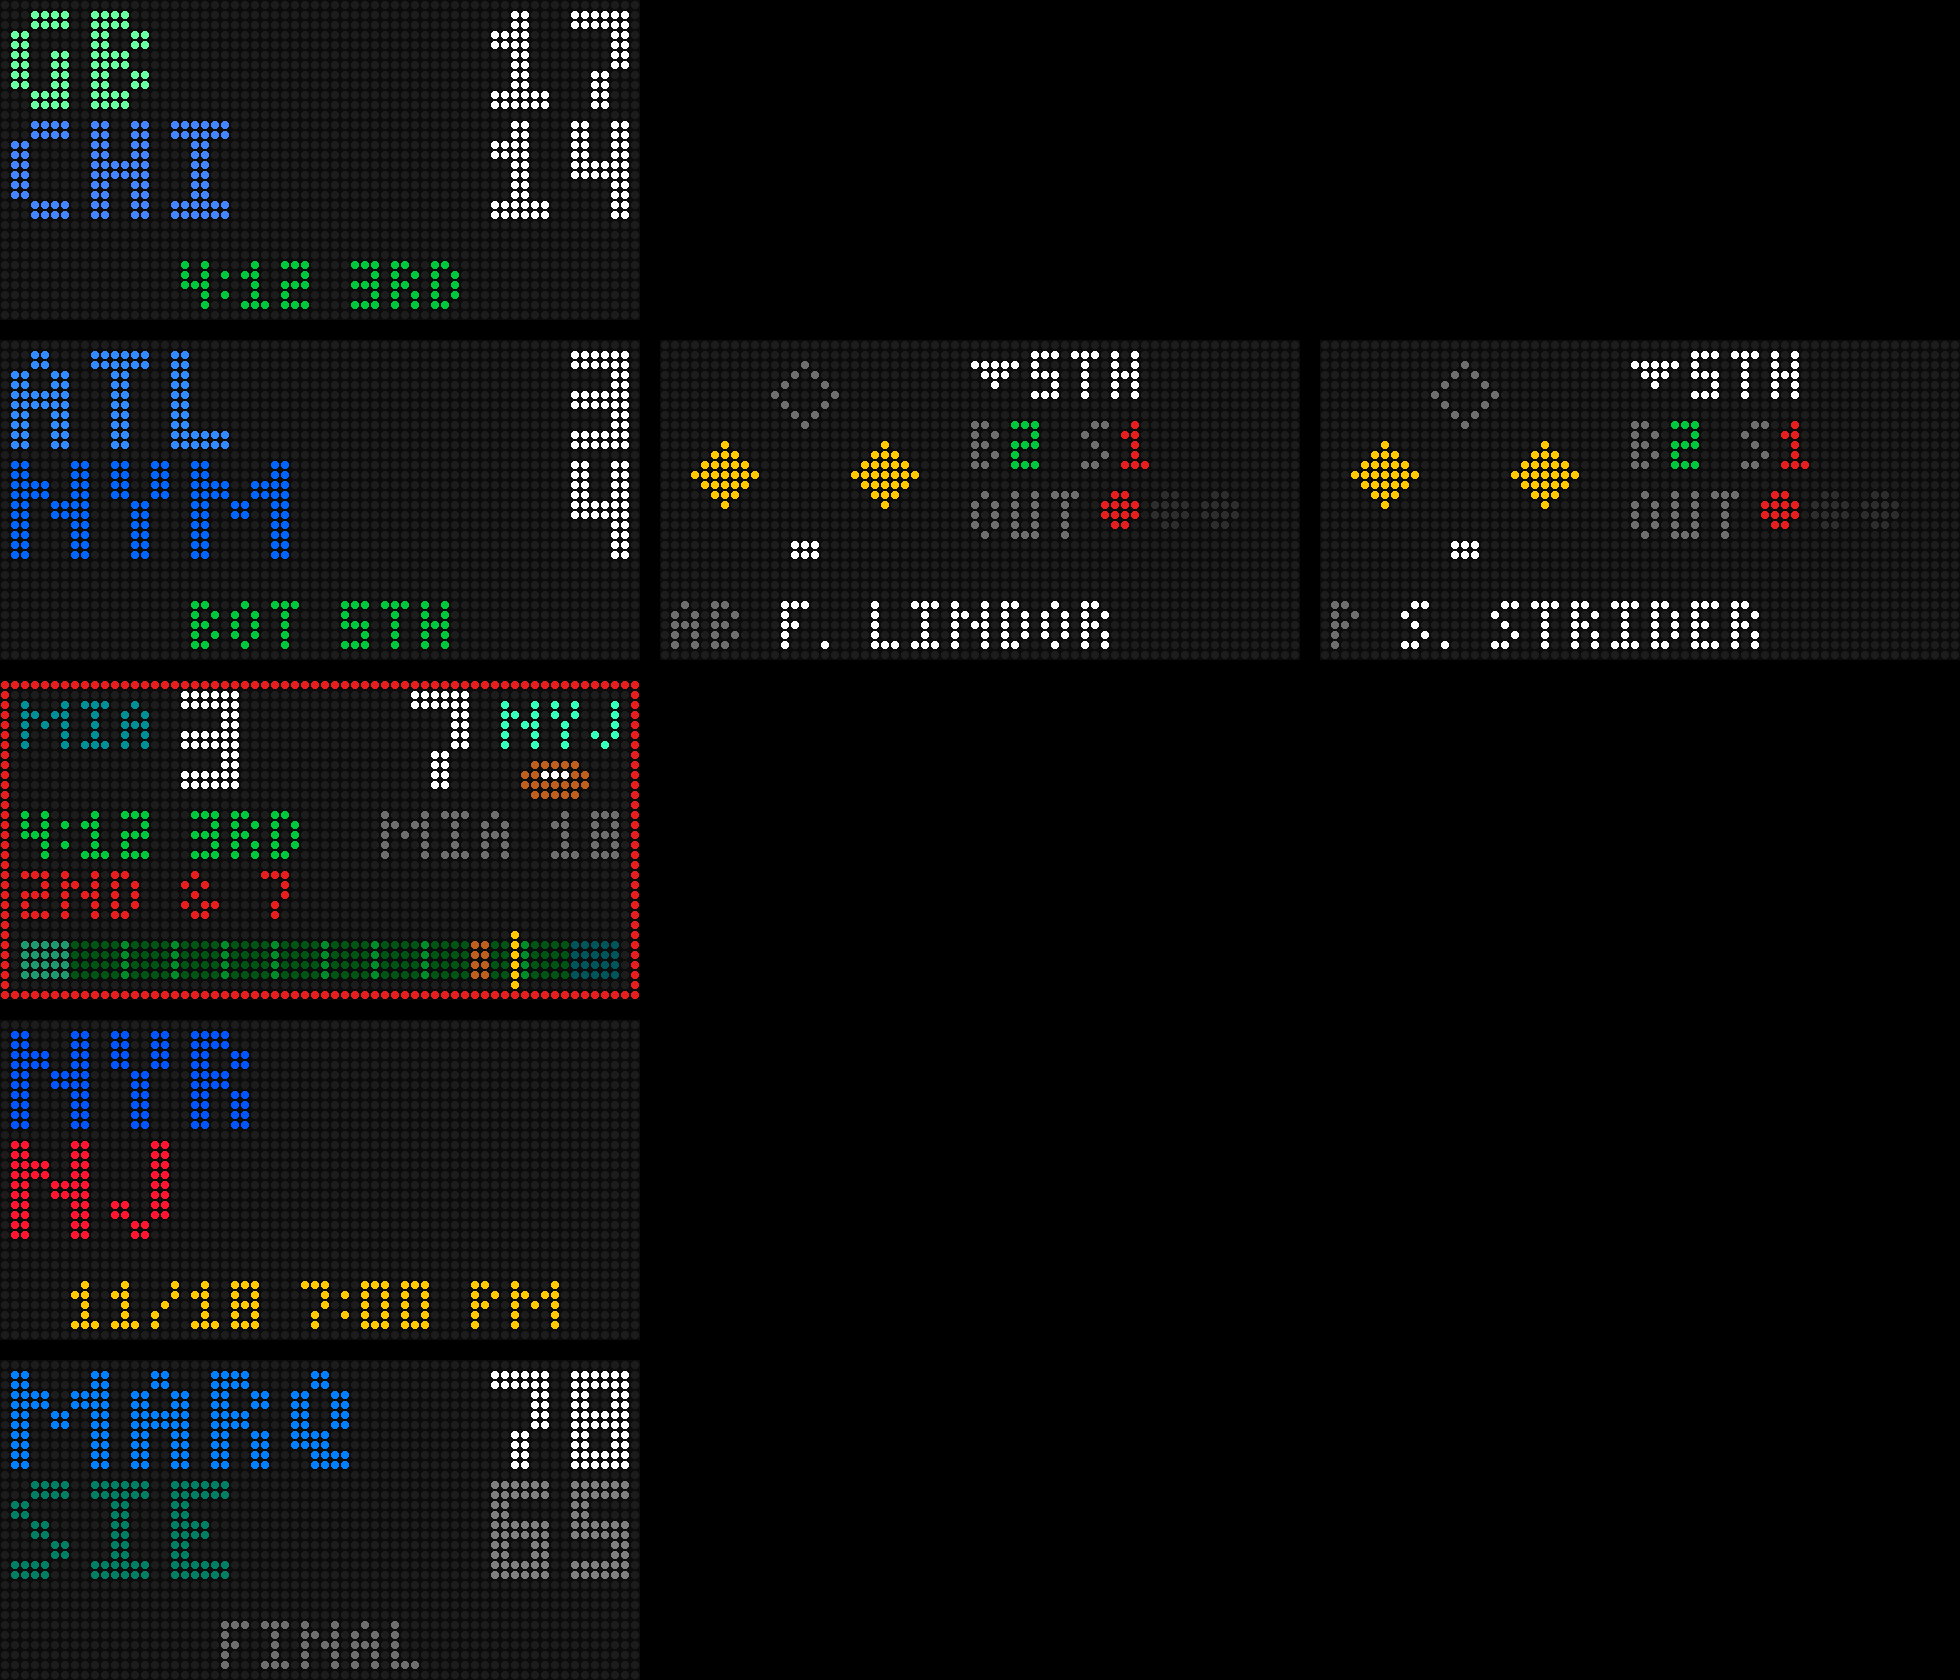 GB 17
CHI 14
4:12 3RD
ATL 3
NYM 4
BOT 5TH
5TH
B2 S1
OUT
AB F. LINDOR
5TH
B2 S1
OUT
P S. STRIDER
MIA 3 7 NYJ
4:12 3RD MIA 18
2ND & 7
NYR
NJ
11/18 7:00 PM
MARQ 78
SIE 65
FINAL